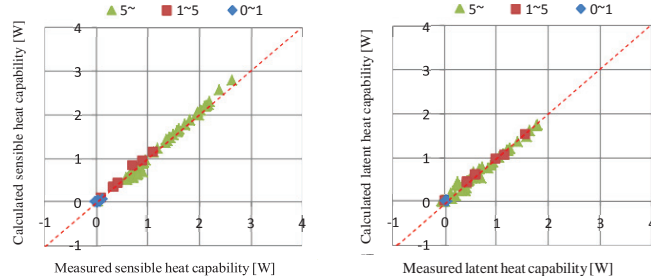 5~ 1~5 0~1
4
3
2
1
0
-1
-1 0 1 2 3 4
Calculated sensible heat capability [W]
Measured sensible heat capability [W]
5~ 1~5 0~1
4
3
2
1
0
-1
-1 0 1 2 3 4
Calculated latent heat capability [W]
Measured latent heat capability [W]